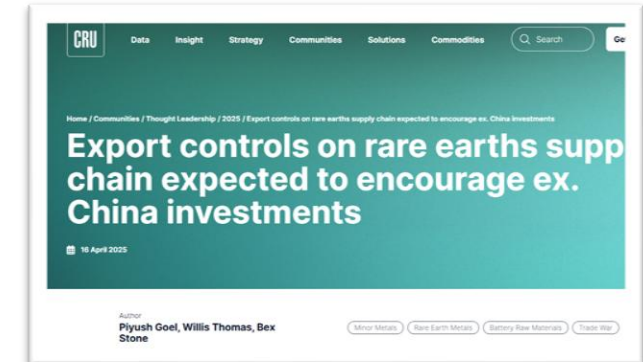 CRU Data Insight Strategy Communities Solutions Commodities Search Ge
Home / Communities / Thought Leadership / 2025 / Export controls on rare earths supply chain expected to encourage ex. China investments
Export controls on rare earths supp
chain expected to encourage ex.
China investments
16 April 2025
Author
Piyush Goel, Willis Thomas, Bex
Stone
Minor Metals Rare Earth Metals Battery Raw Materials Trade War